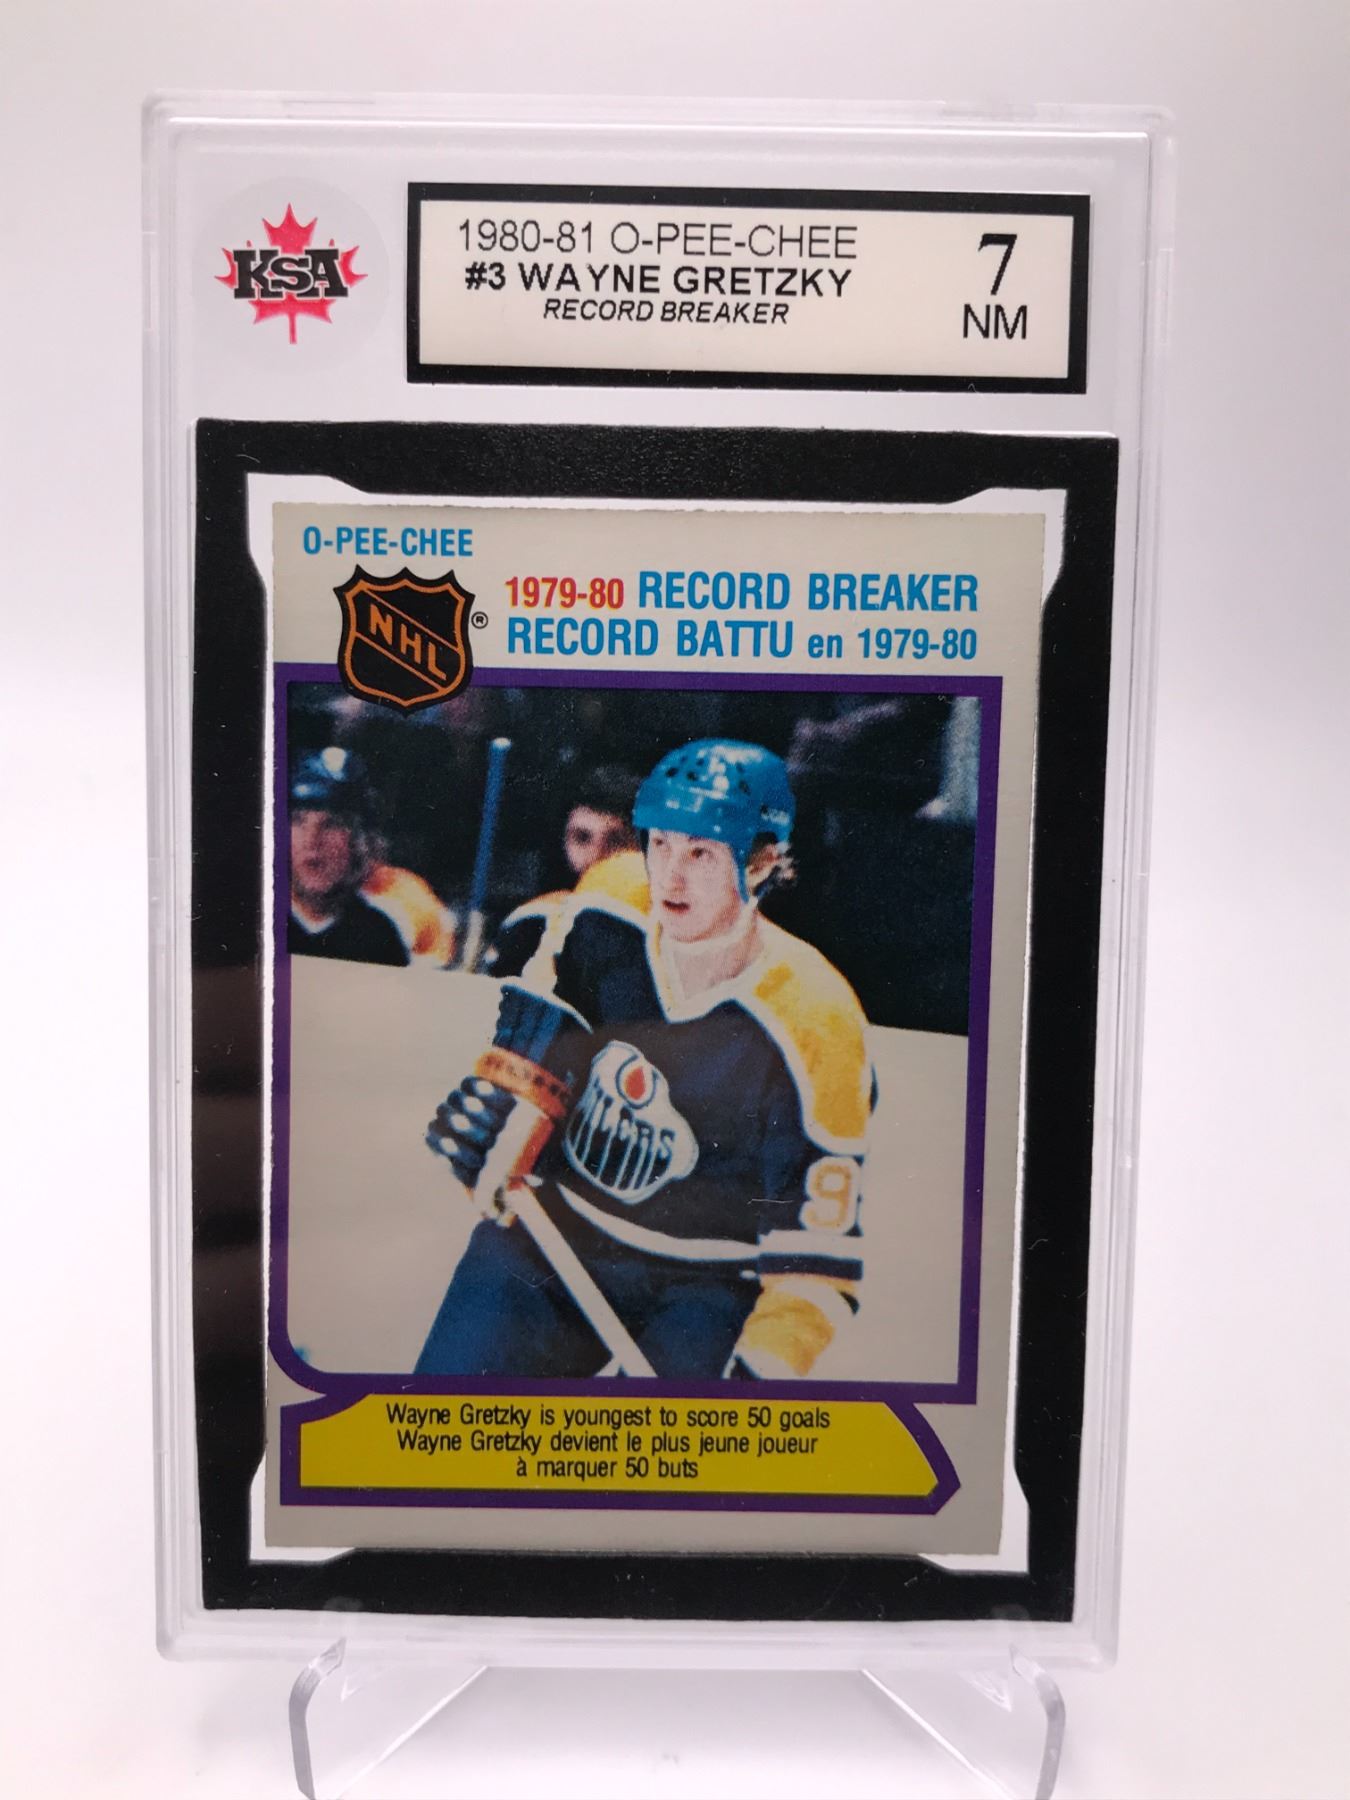 KSA
1980-81 O-PEE-CHEE
#3 WAYNE GRETZKY
RECORD BREAKER
7
NM
O-PEE-CHEE
NHL
®
1979-80 RECORD BREAKER
RECORD BATTU en 1979-80
OILERS
9
Wayne Gretzky is youngest to score 50 goals
Wayne Gretzky devient le plus jeune joueur
à marquer 50 buts